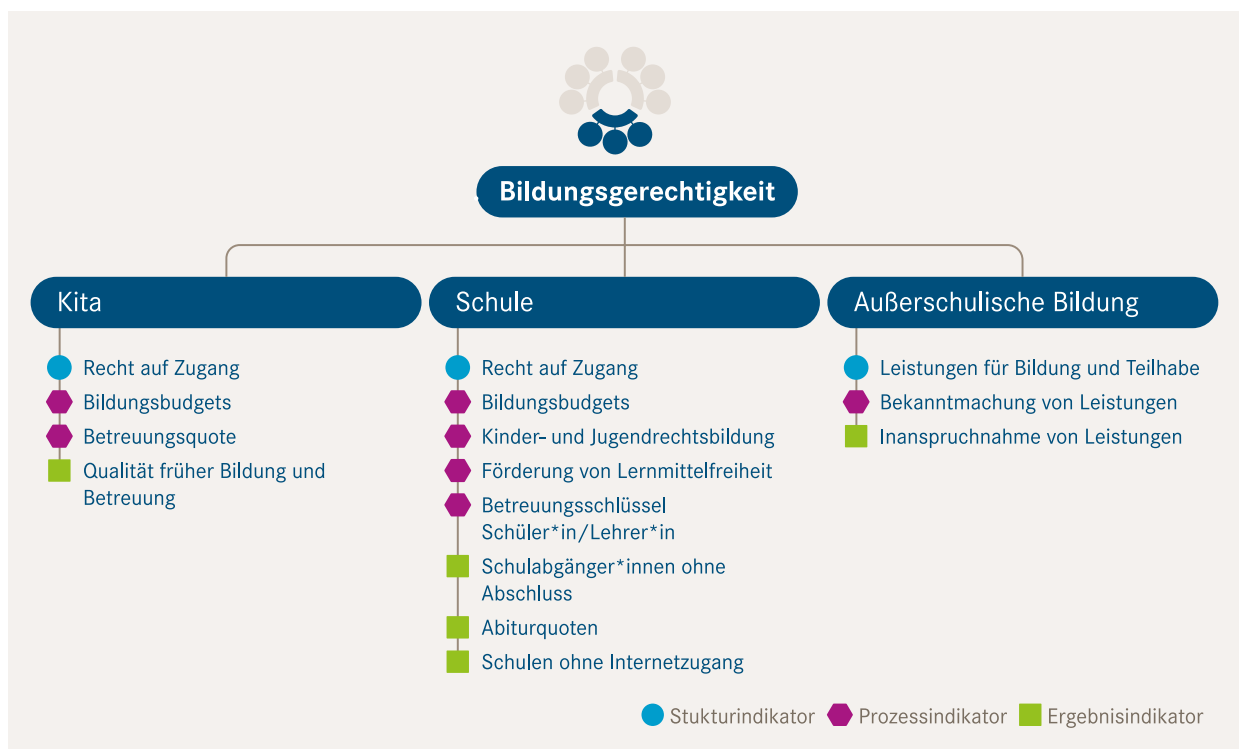 Bildungsgerechtigkeit
Kita
Recht auf Zugang
Bildungsbudgets
Betreuungsquote
Qualität früher Bildung und
Betreuung
Schule
Recht auf Zugang
Bildungsbudgets
Kinder- und Jugendrechtsbildung
Förderung von Lernmittelfreiheit
Betreuungsschlüssel
Schüler*in/Lehrer*in
Schulabgänger*innen ohne
Abschluss
Abiturquoten
Schulen ohne Internetzugang
Außerschulische Bildung
Leistungen für Bildung und Teilhabe
Bekanntmachung von Leistungen
Inanspruchnahme von Leistungen
Stukturindikator Prozessindikator Ergebnisindikator